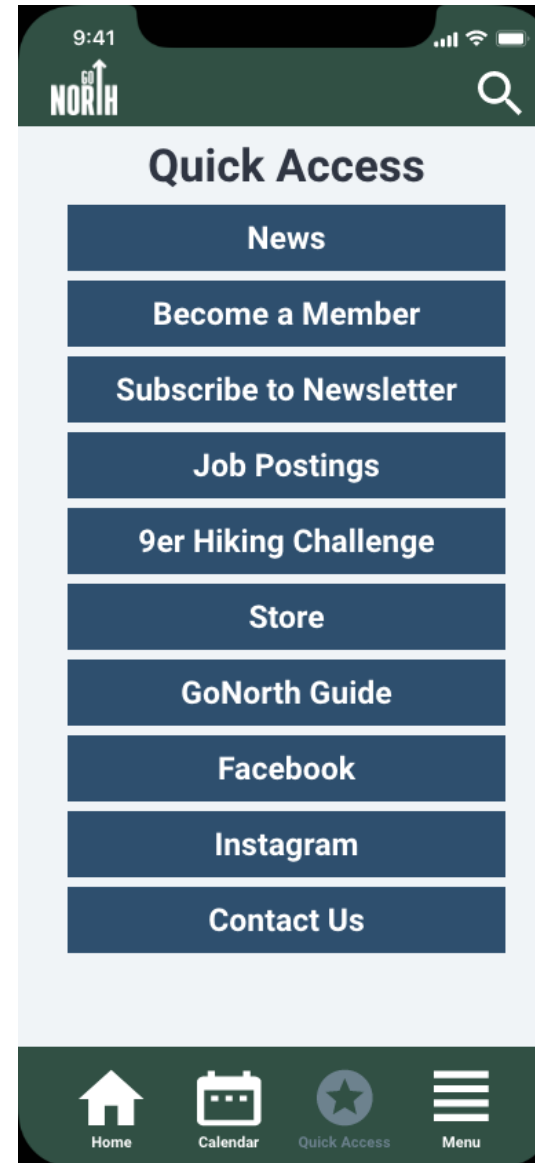 9:41
GO
NORTH
Quick Access
News
Become a Member
Subscribe to Newsletter
Job Postings
9er Hiking Challenge
Store
GoNorth Guide
Facebook
Instagram
Contact Us
Home Calendar Quick Access Menu